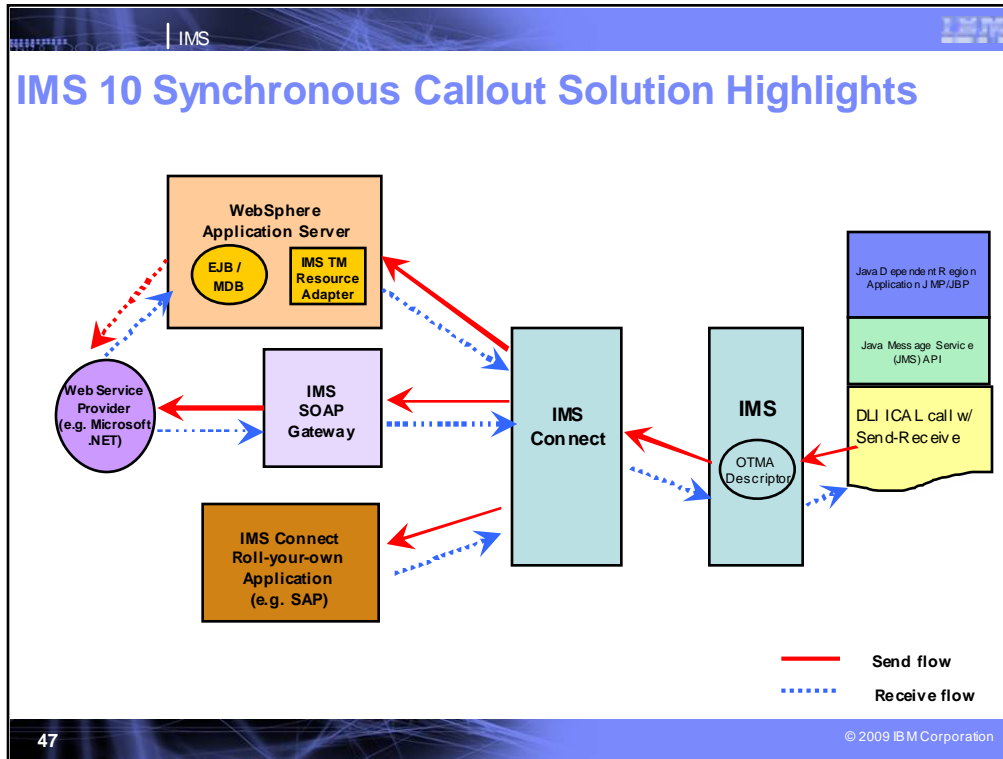 IMS
IBM
IMS 10 Synchronous Callout Solution Highlights
WebSphere
Application Server
EJB /
MDB
IMS TM
Resource
Adapter
Java Dependent Region
Application JMP/JBP
Java Message Service
(JMS) API
DLI ICAL call w/
Send-Receive
Web Service
Provider
(e.g. Microsoft
.NET)
IMS
SOAP
Gateway
IMS
Connect
IMS
OTMA
Descriptor
IMS Connect
Roll-your-own
Application
(e.g. SAP)
Send flow
Receive flow
47
© 2009 IBM Corporation